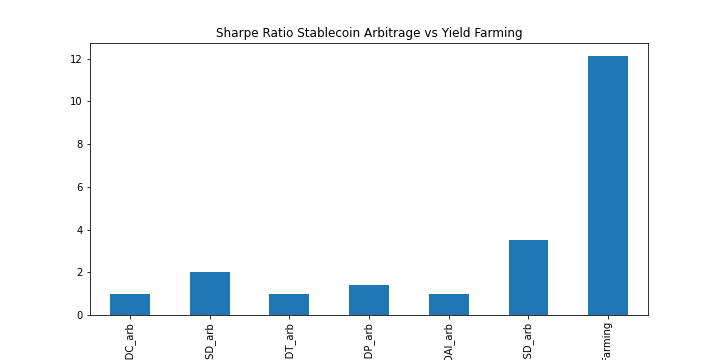 Sharpe Ratio Stablecoin Arbitrage vs Yield Farming
12
10
8
6
4
2
0
DC_arb
SD_arb
DT_arb
DP_arb
DAI_arb
SD_arb
Farming